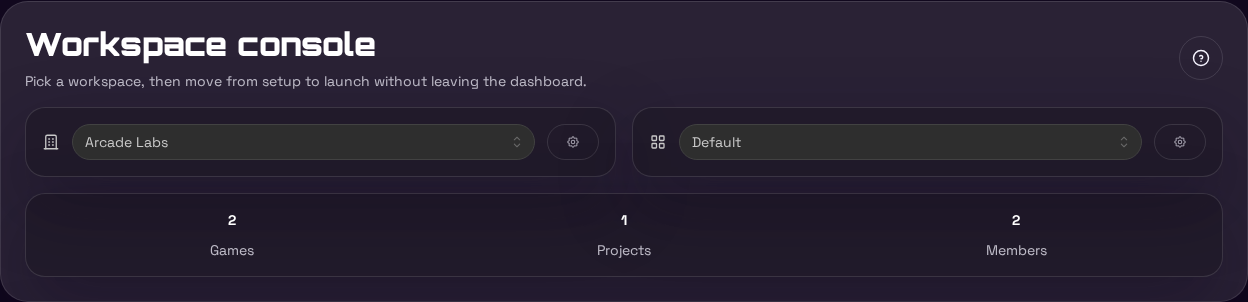 Workspace console
Pick a workspace, then move from setup to launch without leaving the dashboard.
Arcade Labs
Default
2
Games
1
Projects
2
Members